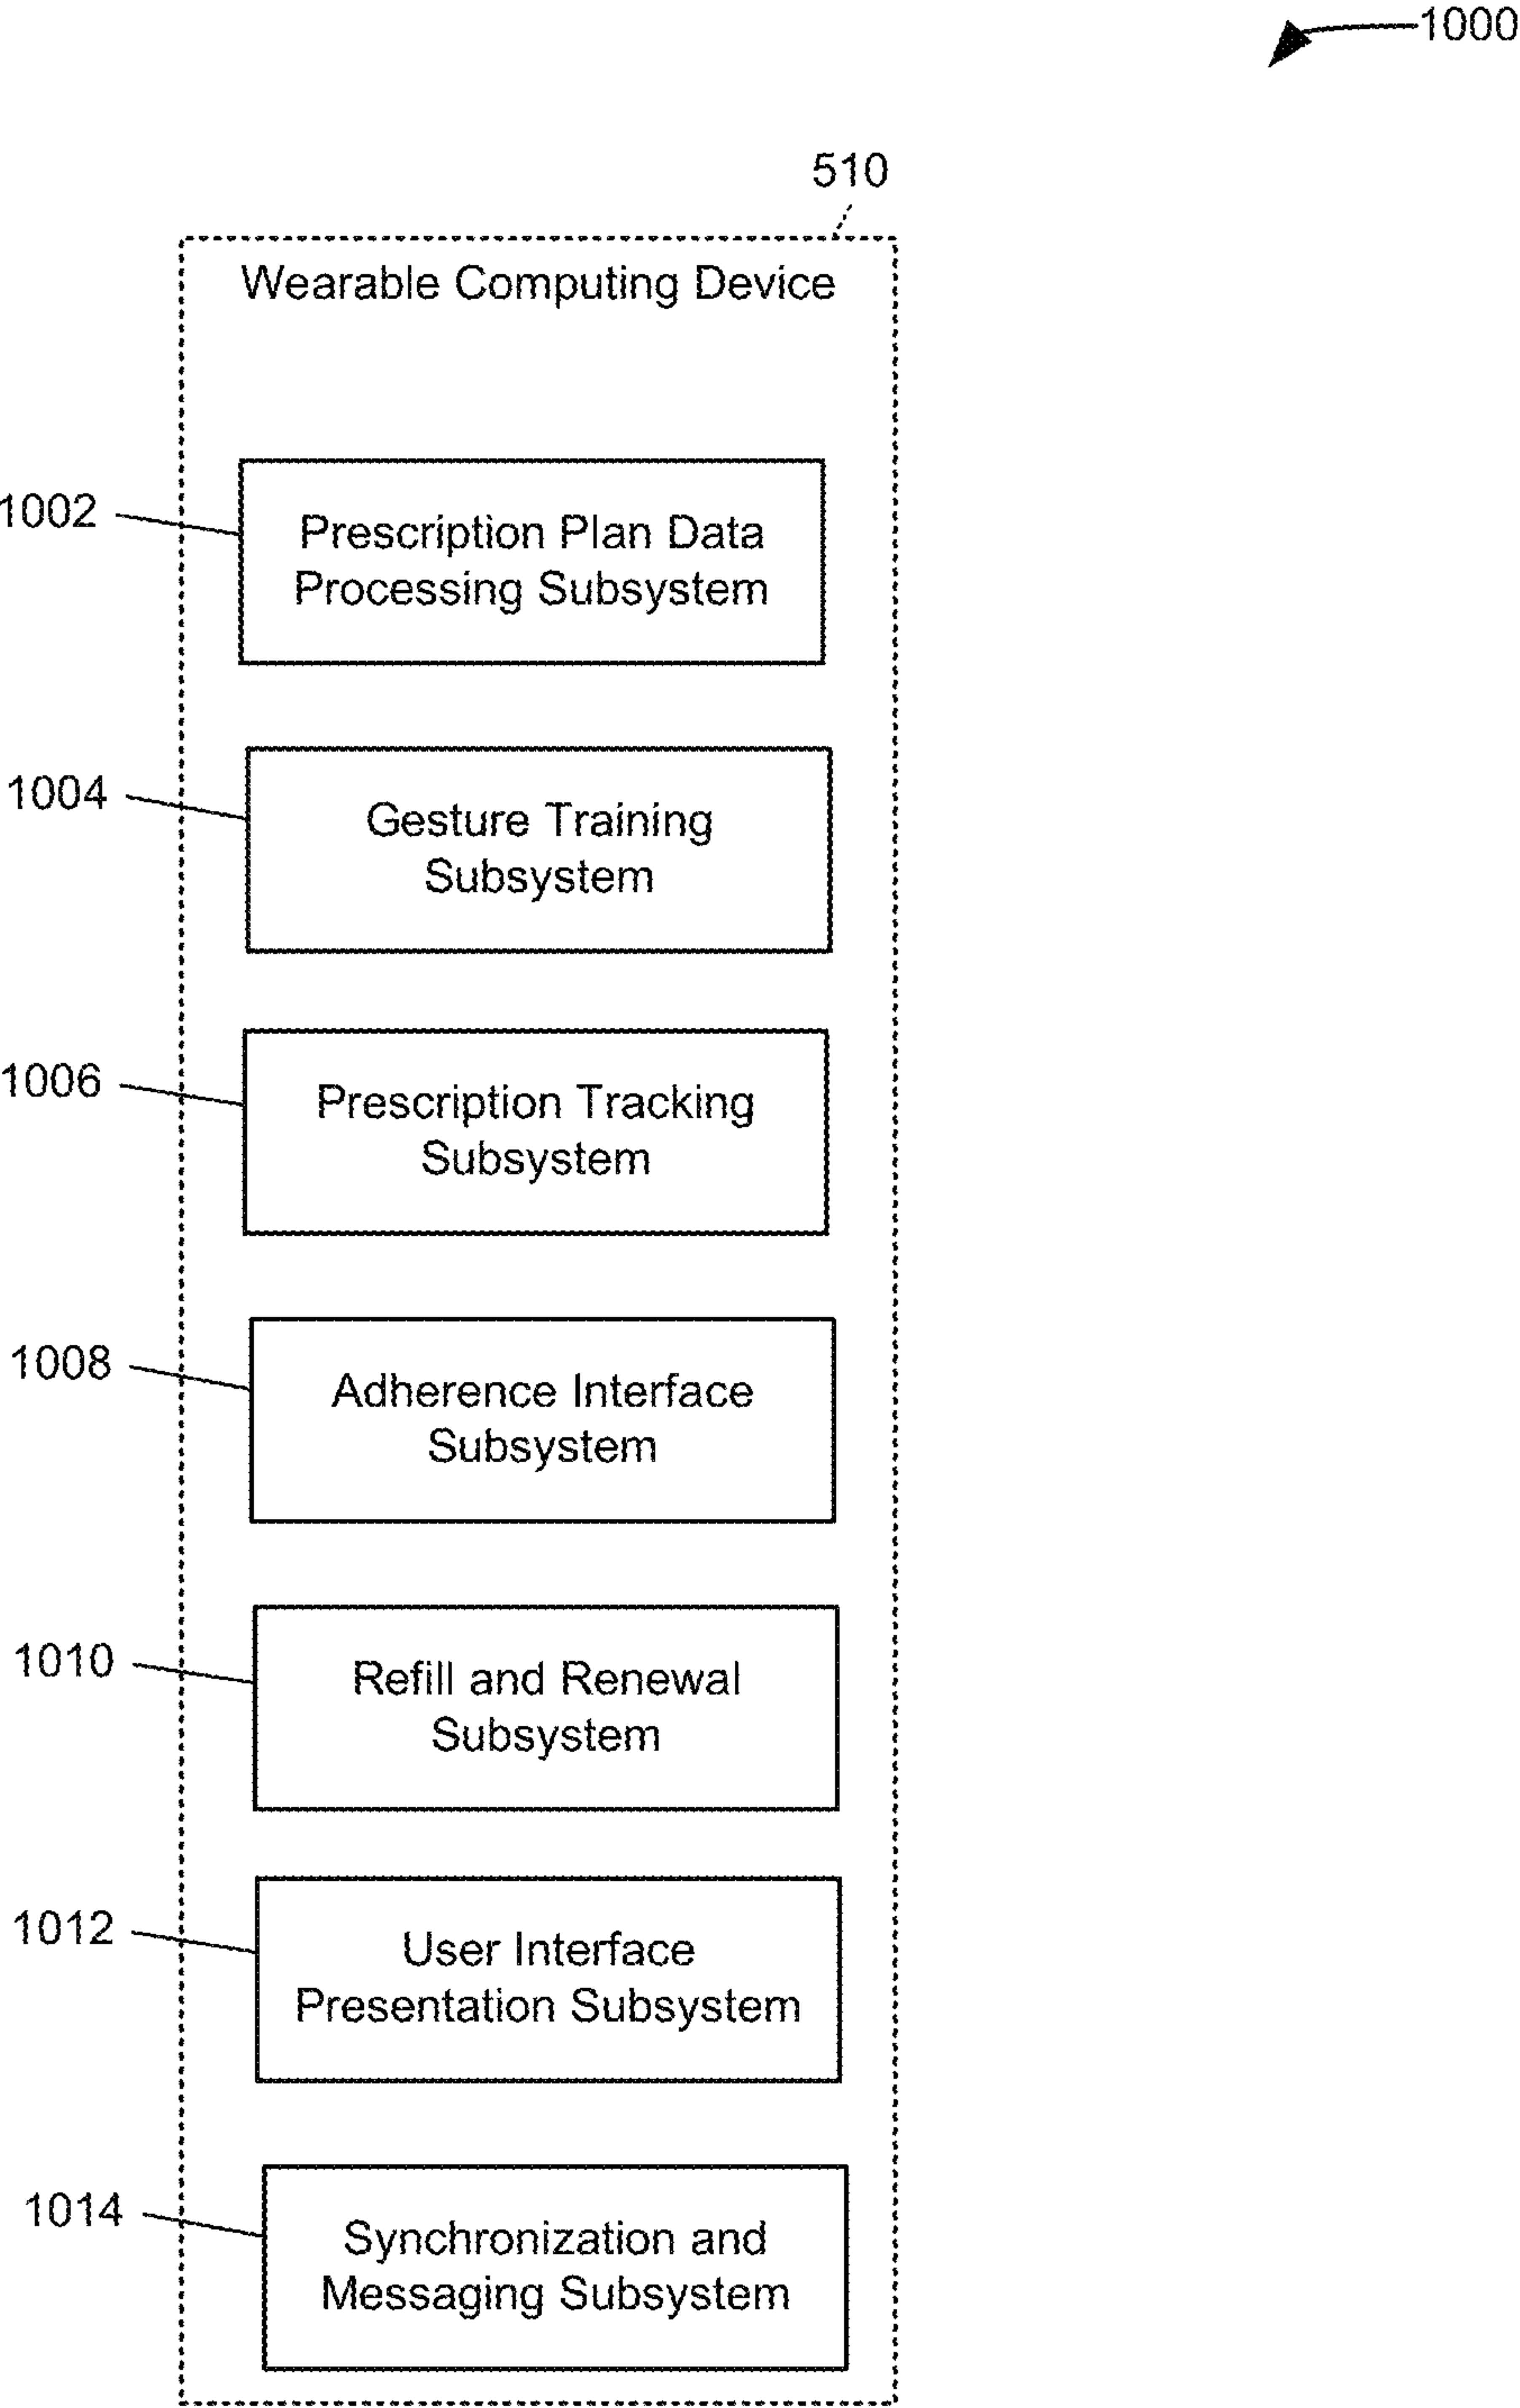 1000
510
Wearable Computing Device
1002
Prescription Plan Data
Processing Subsystem
1004
Gesture Training
Subsystem
1006
Prescription Tracking
Subsystem
1008
Adherence Interface
Subsystem
1010
Refill and Renewal
Subsystem
1012
User Interface
Presentation Subsystem
1014
Synchronization and
Messaging Subsystem